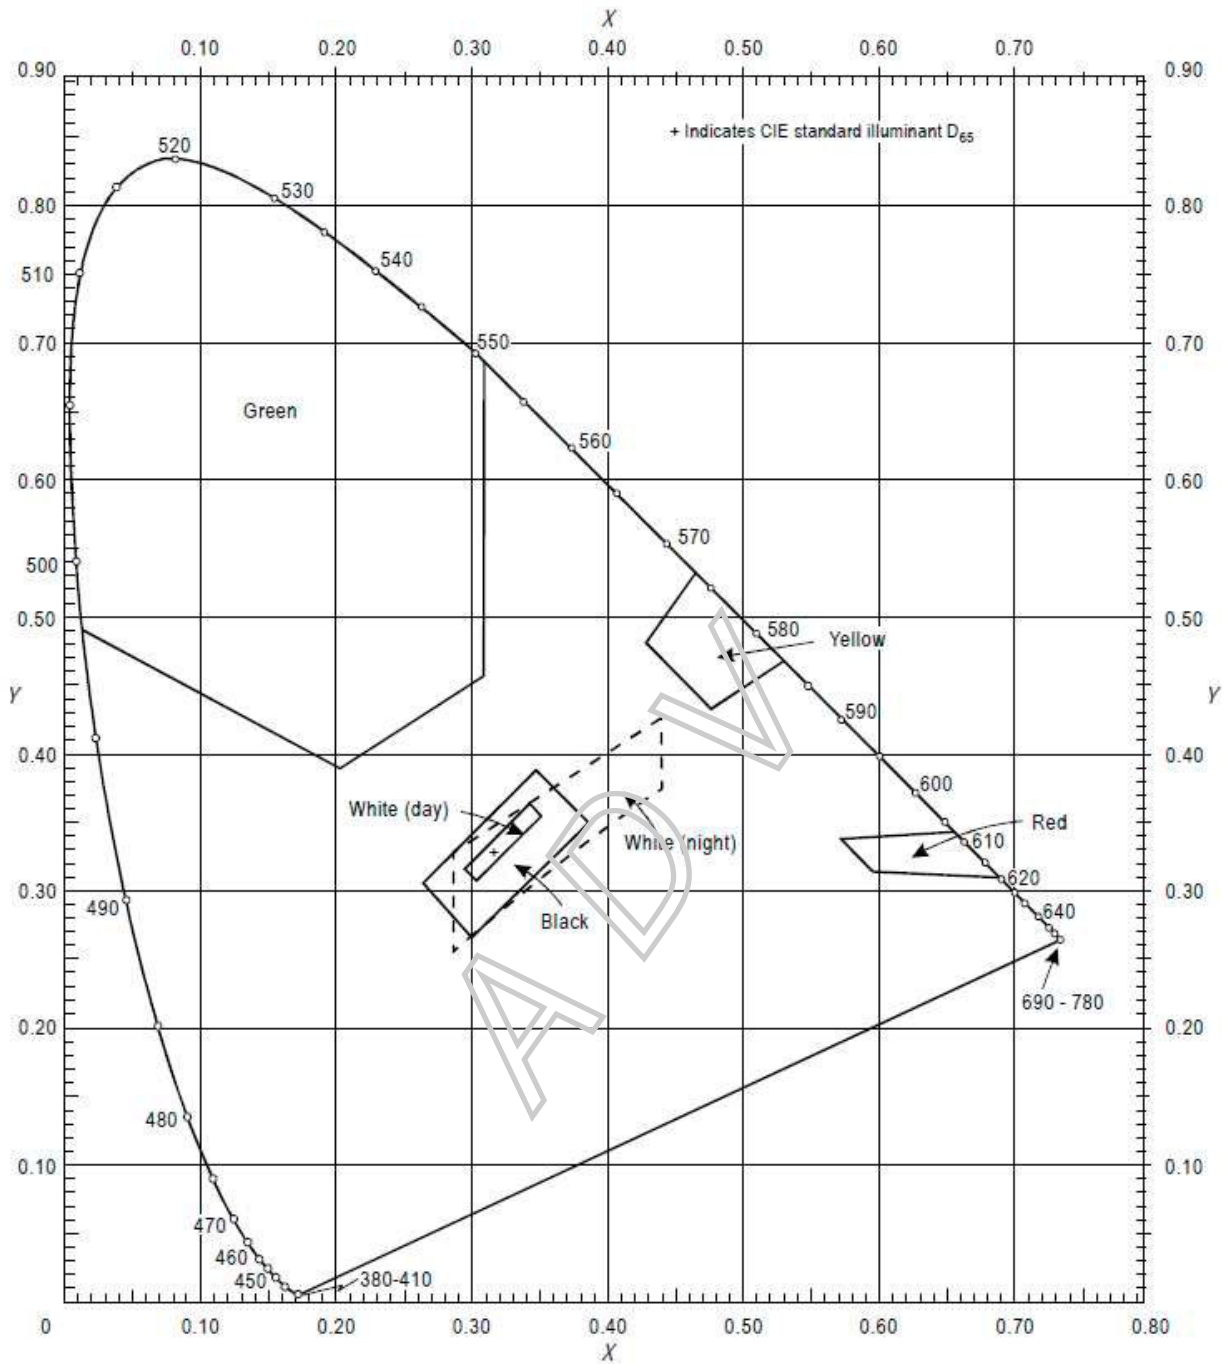 X
0.10 0.20 0.30 0.40 0.50 0.60 0.70
0.90 0.90
+ Indicates CIE standard illuminant D65
520
530
0.80 0.80
540
510
550
0.70 0.70
Green
560
0.60 0.60
570
500
0.50 0.50
580
Yellow
Y Y
590
0.40 0.40
600
White (day)
Red
610
White (night)
620
0.30 0.30
490
640
Black
690 - 780
0.20 0.20
480
0.10 0.10
470
460
450
380-410
0 0.10 0.20 0.30 0.40 0.50 0.60 0.70 0.80
X
ADV